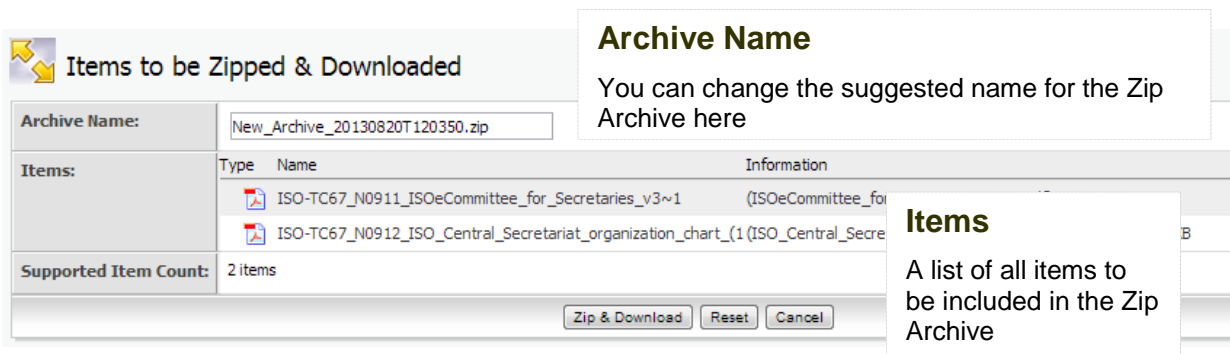 Items to be Zipped & Downloaded
Archive Name
You can change the suggested name for the Zip
Archive here
Archive Name:
New_Archive_20130820T120350.zip
Items:
Type Name Information
ISO-TC67_N0911_ISOeCommittee_for_Secretaries_v3~1 (ISOeCommittee_for
ISO-TC67_N0912_ISO_Central_Secretariat_organization_chart_(1 (ISO_Central_Secre
Items
A list of all items to
be included in the Zip
Archive
Supported Item Count: 2 items
Zip & Download Reset Cancel